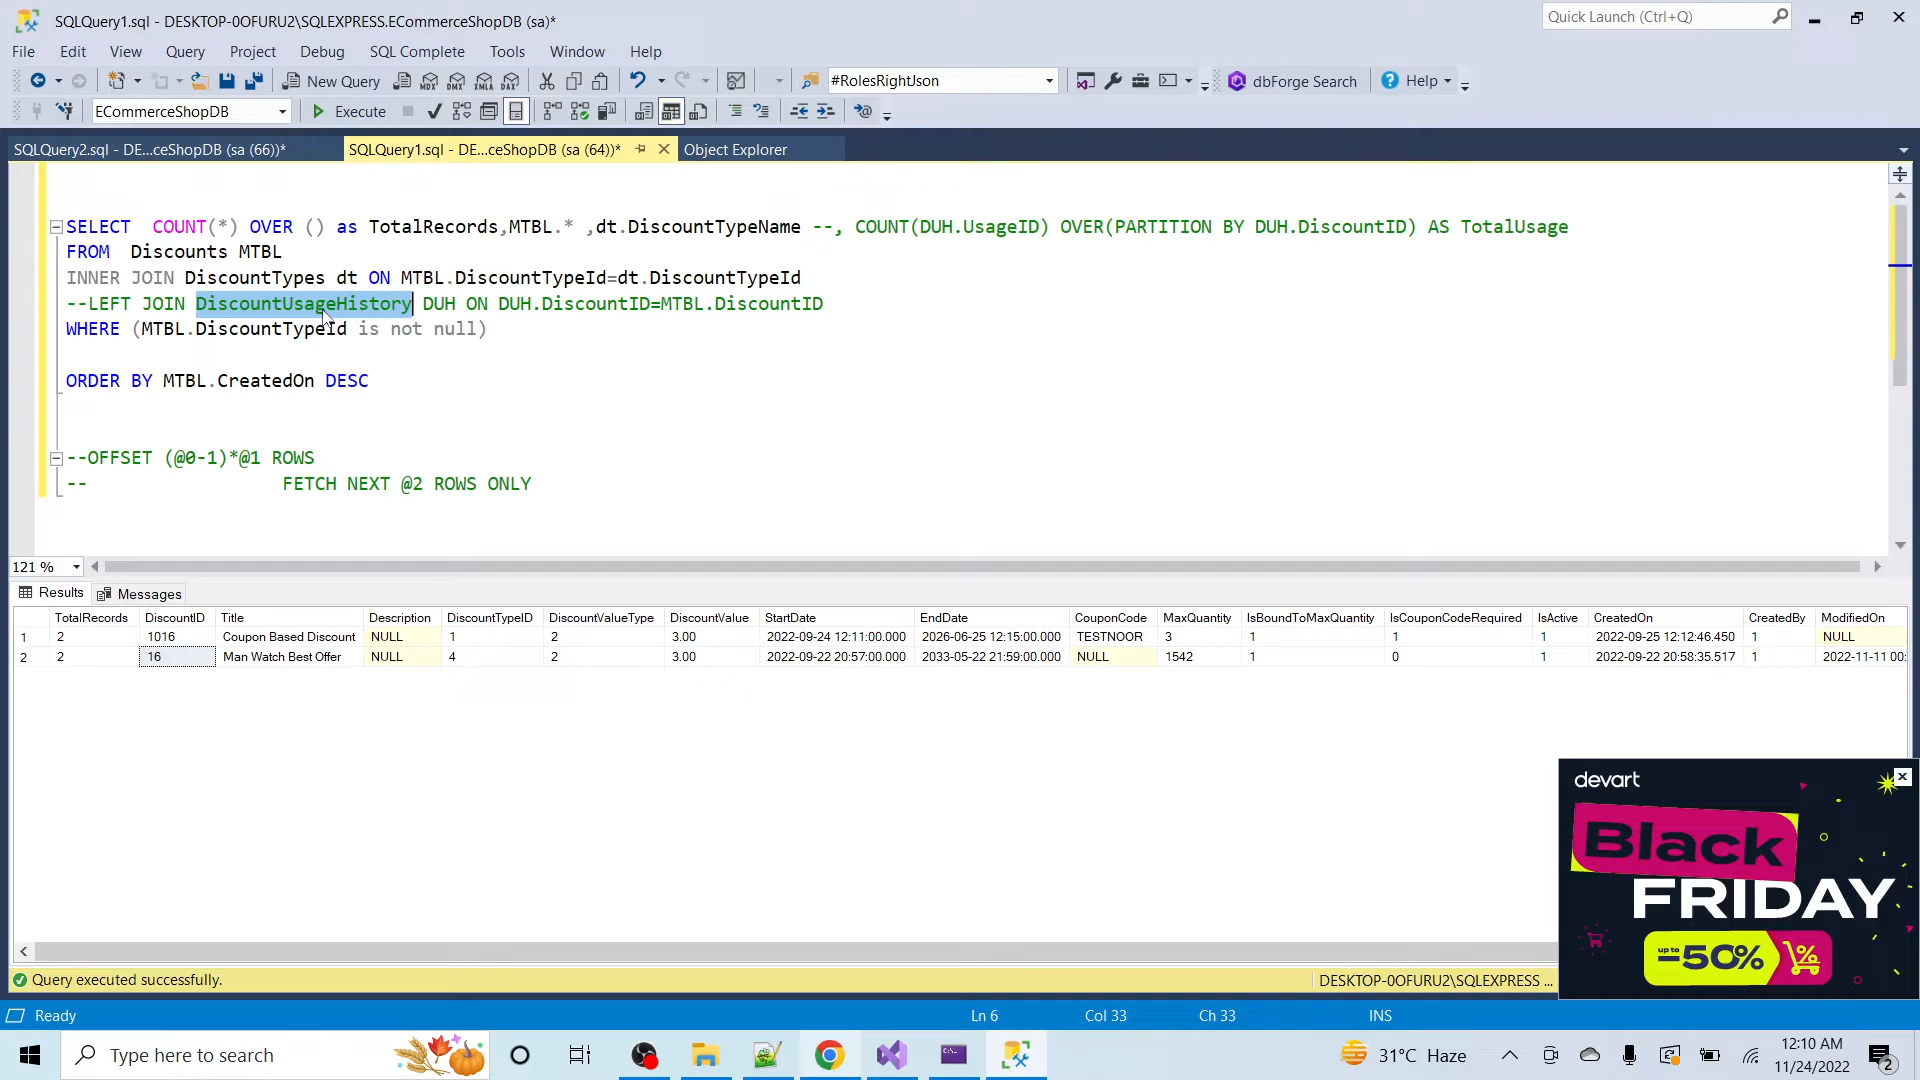 SQLQuery1.sql - DESKTOP-0OFURU2\SQLEXPRESS.ECommerceShopDB (sa)*
Quick Launch (Ctrl+Q)
File Edit View Query Project Debug SQL Complete Tools Window Help
New Query
MDX DMX XMLA DAX
#RolesRightJson
dbForge Search
Help
ECommerceShopDB
Execute
SQLQuery2.sql - DE...ceShopDB (sa (66))*
SQLQuery1.sql - DE...ceShopDB (sa (64))*
Object Explorer
SELECT COUNT(*) OVER () as TotalRecords,MTBL.* ,dt.DiscountTypeName --, COUNT(DUH.UsageID) OVER(PARTITION BY DUH.DiscountID) AS TotalUsage
FROM Discounts MTBL
INNER JOIN DiscountTypes dt ON MTBL.DiscountTypeId=dt.DiscountTypeId
--LEFT JOIN DiscountUsageHistory DUH ON DUH.DiscountID=MTBL.DiscountID
WHERE (MTBL.DiscountTypeId is not null)
ORDER BY MTBL.CreatedOn DESC
--OFFSET (@0-1)*@1 ROWS
-- FETCH NEXT @2 ROWS ONLY
121 %
Results Messages
TotalRecords DiscountID Title Description DiscountTypeID DiscountValueType DiscountValue StartDate EndDate CouponCode MaxQuantity IsBoundToMaxQuantity IsCouponCodeRequired IsActive CreatedOn CreatedBy ModifiedOn
1 2 1016 Coupon Based Discount NULL 1 2 3.00 2022-09-24 12:11:00.000 2026-06-25 12:15:00.000 TESTNOOR 3 1 1 1 2022-09-25 12:12:46.450 1 NULL
2 2 16 Man Watch Best Offer NULL 4 2 3.00 2022-09-22 20:57:00.000 2033-05-22 21:59:00.000 NULL 1542 1 0 1 2022-09-22 20:58:35.517 1 2022-11-11 00:
devart
Black
FRIDAY
up to
-50%
Query executed successfully.
DESKTOP-0OFURU2\SQLEXPRESS ...
Ready
Ln 6
Col 33
Ch 33
INS
Type here to search
31°C Haze
12:10 AM
11/24/2022
2